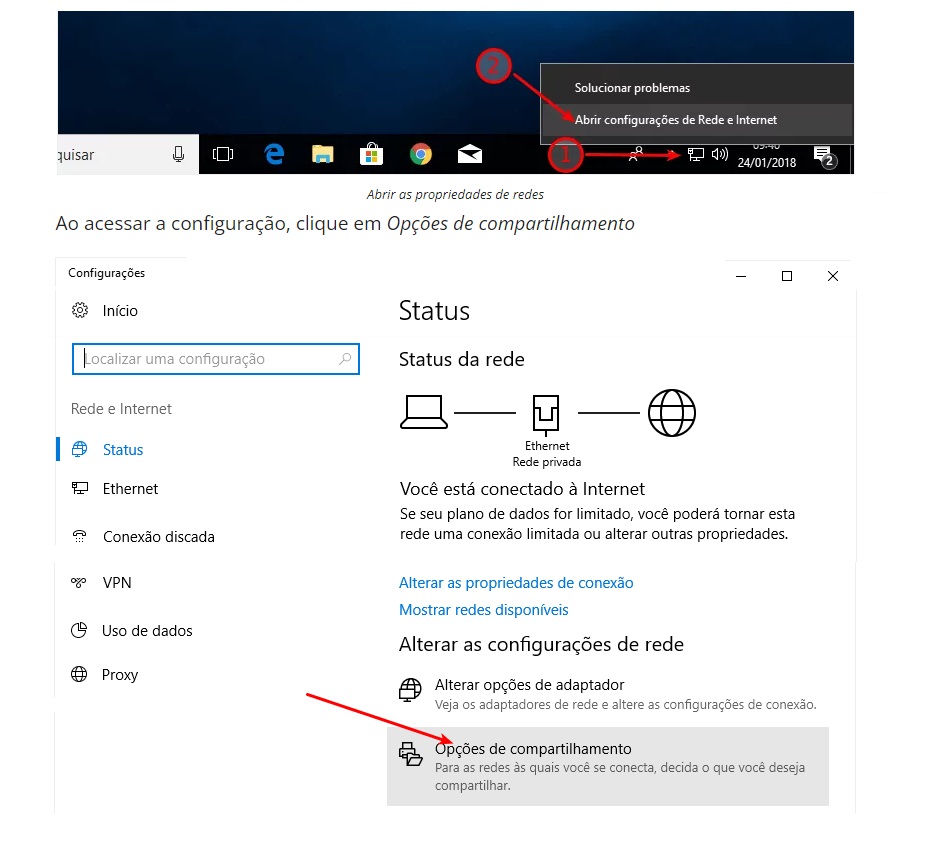 2
Solucionar problemas
Abrir configurações de Rede e Internet
quisar
1
09:40
24/01/2018
2
Abrir as propriedades de redes
Ao acessar a configuração, clique em Opções de compartilhamento
Configurações
Início
Localizar uma configuração
Rede e Internet
Status
Ethernet
Conexão discada
VPN
Uso de dados
Proxy
Status
Status da rede
Ethernet
Rede privada
Você está conectado à Internet
Se seu plano de dados for limitado, você poderá tornar esta
rede uma conexão limitada ou alterar outras propriedades.
Alterar as propriedades de conexão
Mostrar redes disponíveis
Alterar as configurações de rede
Alterar opções de adaptador
Veja os adaptadores de rede e altere as configurações de conexão.
Opções de compartilhamento
Para as redes às quais você se conecta, decida o que você deseja
compartilhar.